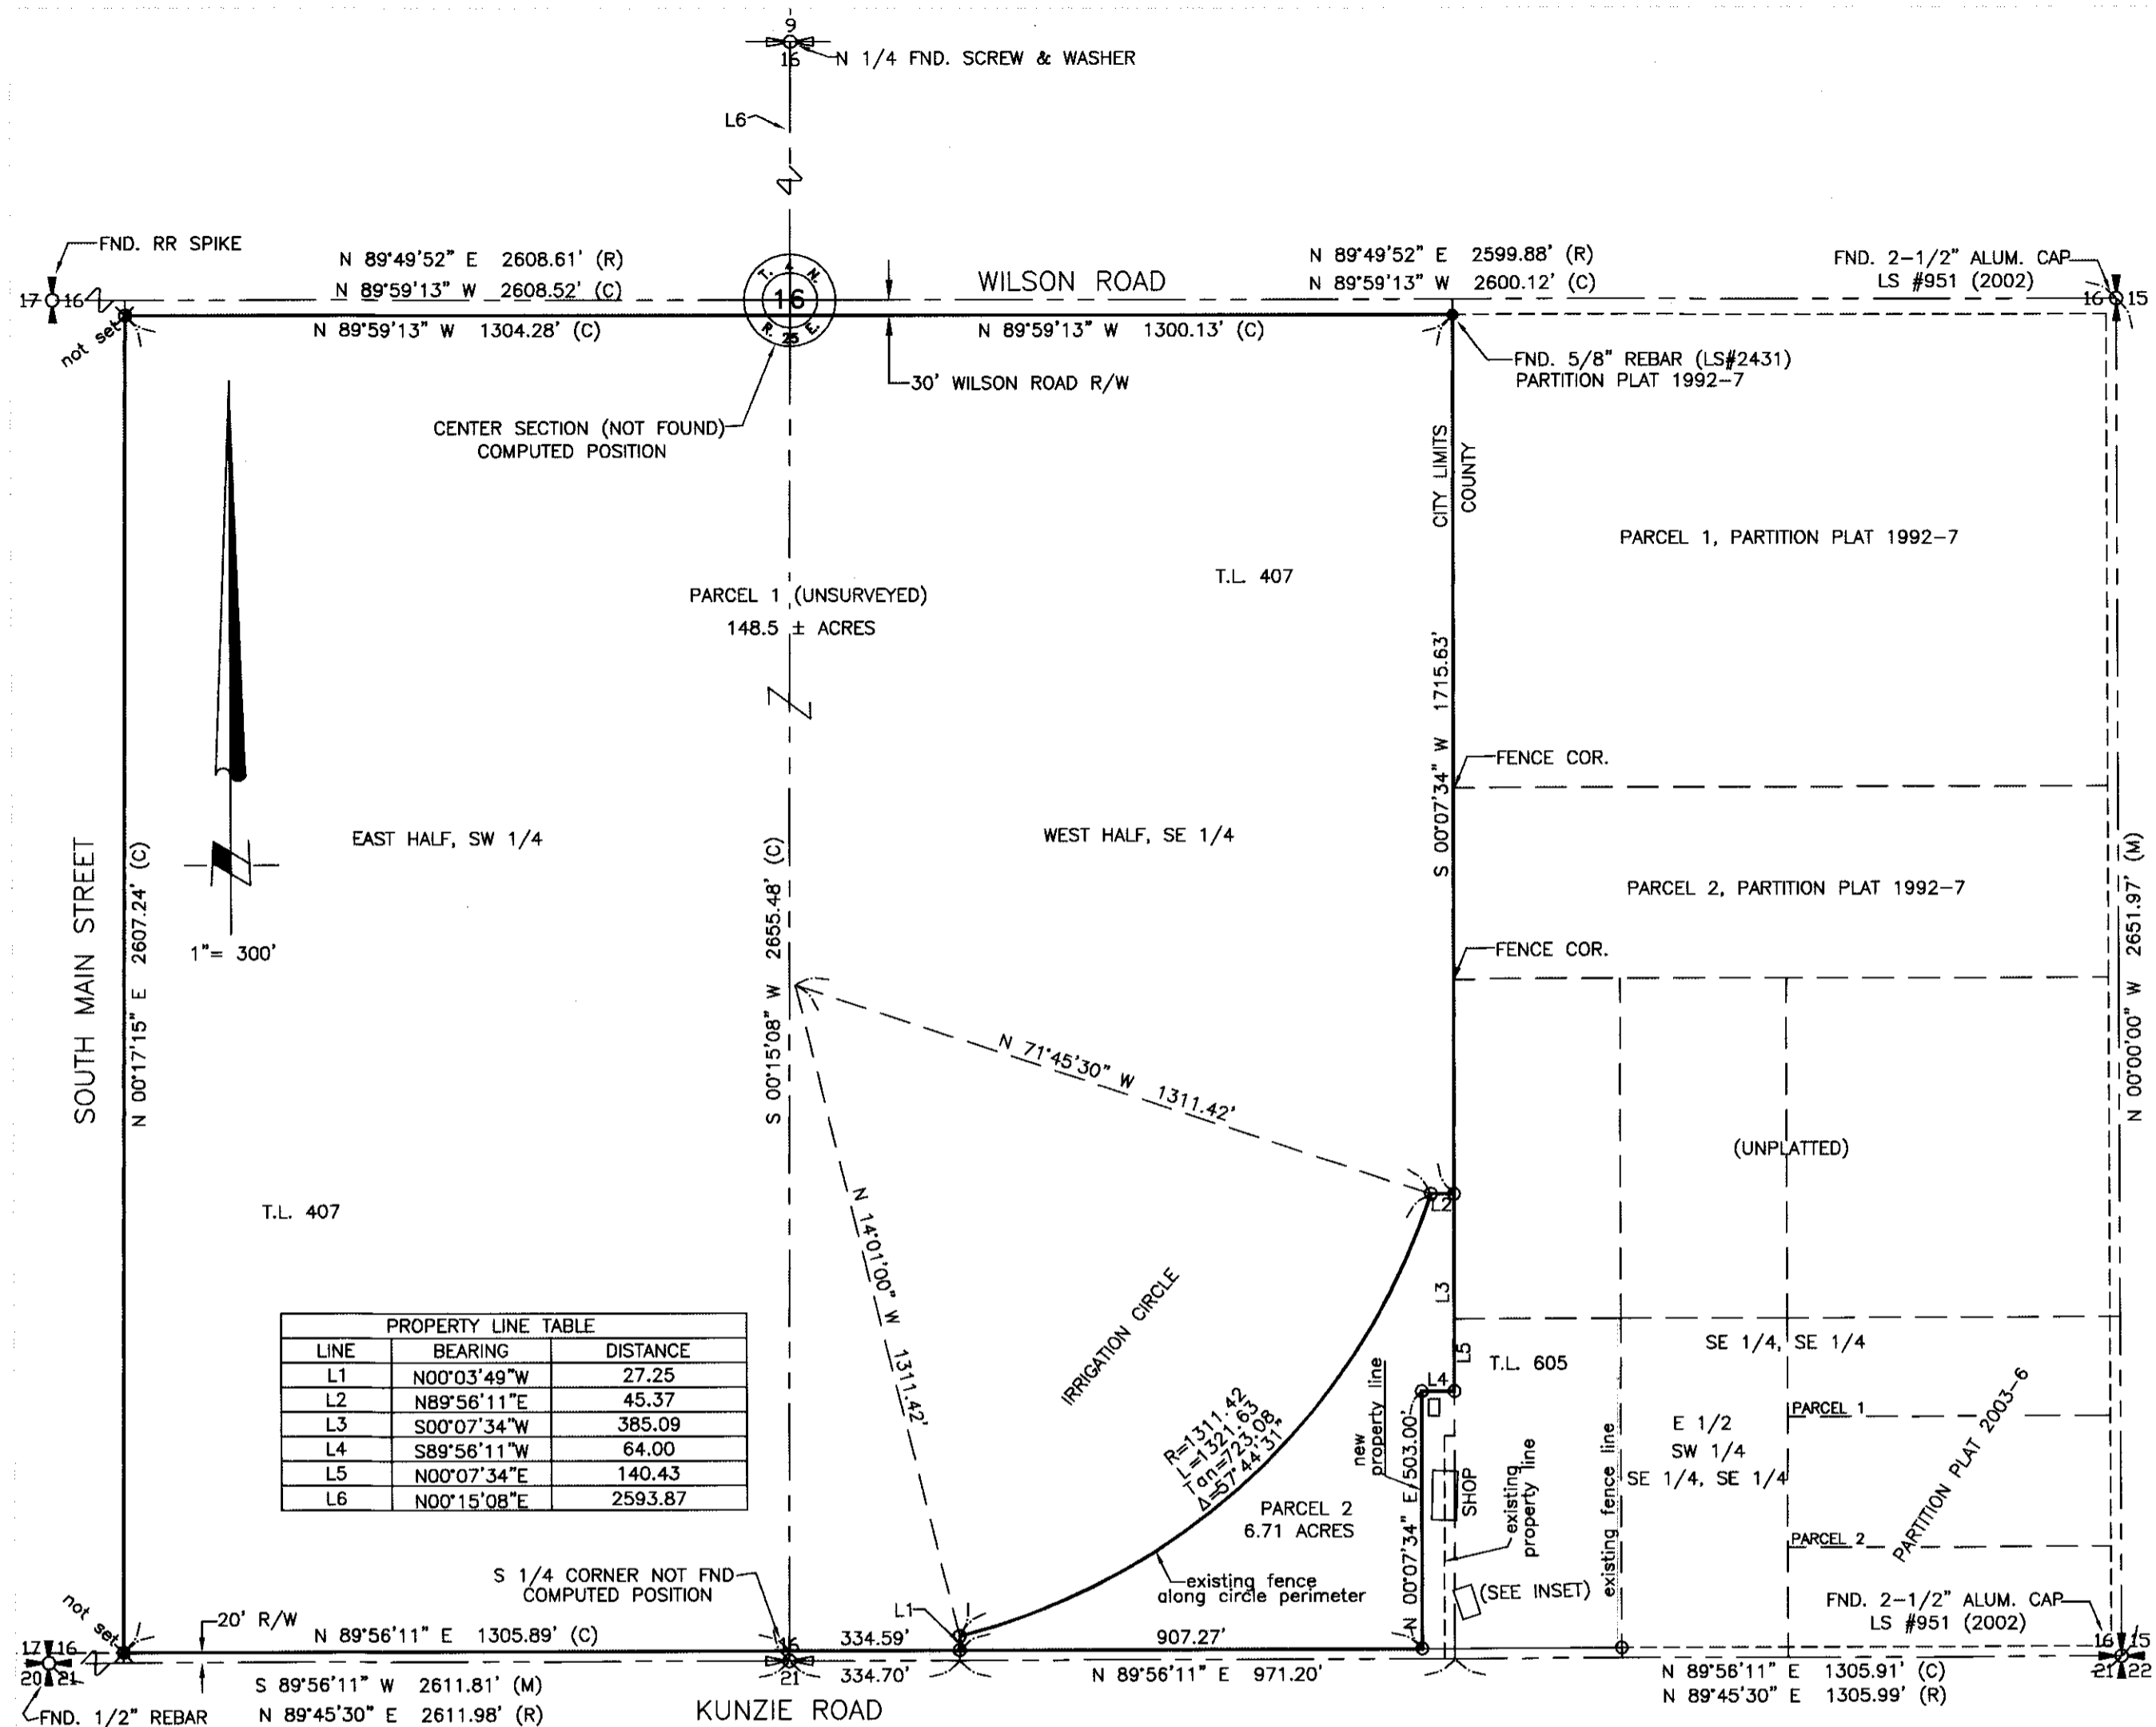 9
16
N 1/4 FND. SCREW & WASHER
L6
FND. RR SPIKE
17
16
N 89°49'52" E 2608.61' (R)
N 89°59'13" W 2608.52' (C)
T. 4 N.
16
R. 25 E.
WILSON ROAD
N 89°49'52" E 2599.88' (R)
N 89°59'13" W 2600.12' (C)
FND. 2-1/2" ALUM. CAP
LS #951 (2002)
16
15
not set
N 89°59'13" W 1304.28' (C)
N 89°59'13" W 1300.13' (C)
30' WILSON ROAD R/W
FND. 5/8" REBAR (LS#2431)
PARTITION PLAT 1992-7
CENTER SECTION (NOT FOUND)
COMPUTED POSITION
CITY LIMITS
COUNTY
PARCEL 1, PARTITION PLAT 1992-7
T.L. 407
PARCEL 1 (UNSURVEYED)
148.5 ± ACRES
S 00°07'34" W 1715.63'
FENCE COR.
EAST HALF, SW 1/4
WEST HALF, SE 1/4
PARCEL 2, PARTITION PLAT 1992-7
SOUTH MAIN STREET
N 00°17'15" E 2607.24' (C)
1"= 300'
S 00°15'08" W 2655.48' (C)
FENCE COR.
N 00°00'00" W 2651.97' (M)
N 71°45'30" W 1311.42'
(UNPLATTED)
T.L. 407
N 14°01'00" W 1311.42'
L2
L3
IRRIGATION CIRCLE
PROPERTY LINE TABLE
LINE BEARING DISTANCE
L1 N00°03'49"W 27.25
L2 N89°56'11"E 45.37
L3 S00°07'34"W 385.09
L4 S89°56'11"W 64.00
L5 N00°07'34"E 140.43
L6 N00°15'08"E 2593.87
L5
T.L. 605
SE 1/4, SE 1/4
L4
new
property line
R=1311.42
L=1321.63
Tan=723.08
Δ=57°44'31"
E 1/2
SW 1/4
SE 1/4, SE 1/4
PARCEL 1
PARTITION PLAT 2003-6
PARCEL 2
N 00°07'34" E 503.00'
SHOP
existing
property line
existing fence line
PARCEL 2
6.71 ACRES
existing fence
along circle perimeter
(SEE INSET)
S 1/4 CORNER NOT FND
COMPUTED POSITION
L1
not set
20' R/W
N 89°56'11" E 1305.89' (C)
16
21
334.59'
907.27'
334.70'
N 89°56'11" E 971.20'
FND. 2-1/2" ALUM. CAP
LS #951 (2002)
16
15
21
22
17
16
20
21
S 89°56'11" W 2611.81' (M)
N 89°45'30" E 2611.98' (R)
FND. 1/2" REBAR
KUNZIE ROAD
N 89°56'11" E 1305.91' (C)
N 89°45'30" E 1305.99' (R)